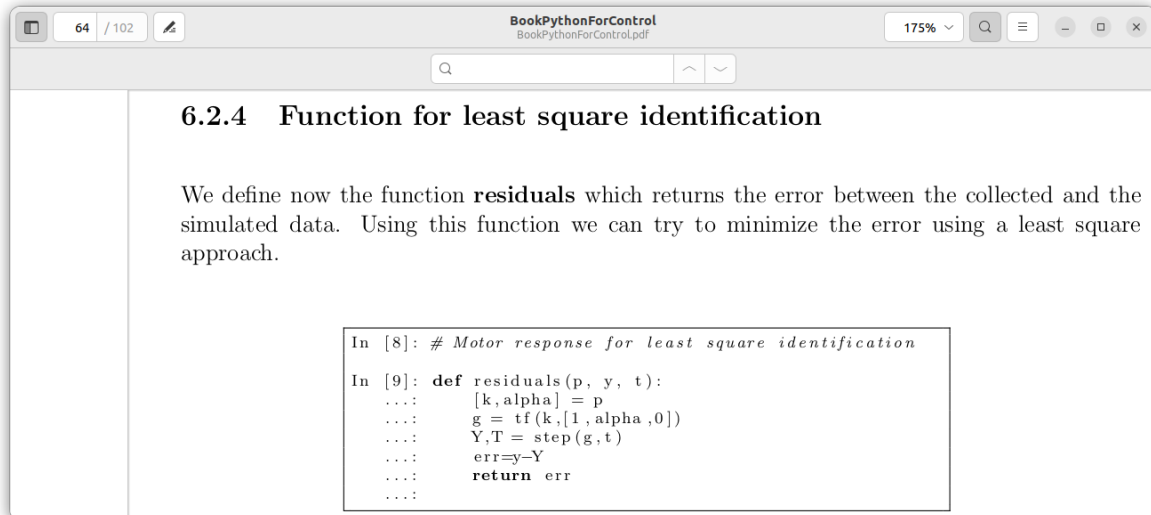 64 / 102
BookPythonForControl
BookPythonForControl.pdf
175%
6.2.4 Function for least square identification
We define now the function residuals which returns the error between the collected and the
simulated data. Using this function we can try to minimize the error using a least square
approach.
In [8]: # Motor response for least square identification
In [9]: def residuals(p, y, t):
...: [k,alpha] = p
...: g = tf(k,[1,alpha,0])
...: Y,T = step(g,t)
...: err=y-Y
...: return err
...: